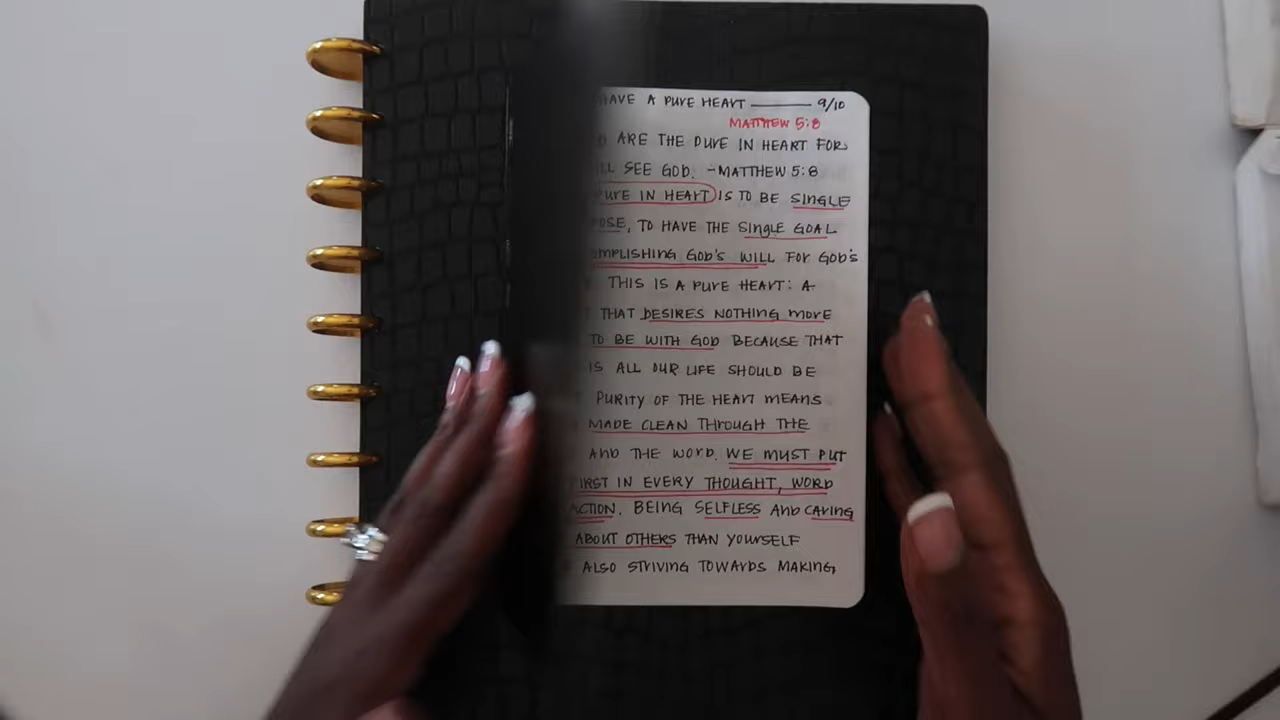 HAVE A PURE HEART ——— 9/10
MATTHEW 5:8
ARE THE PURE IN HEART FOR
SEE GOD. -MATTHEW 5:8
PURE IN HEART IS TO BE SINGLE
TO HAVE THE SINGLE GOAL
GOD'S WILL FOR GOD'S
THIS IS A PURE HEART: A
THAT DESIRES NOTHING MORE
TO BE WITH GOD BECAUSE THAT
IS ALL OUR LIFE SHOULD BE
PURITY OF THE HEART MEANS
MADE CLEAN THROUGH THE
AND THE WORD. WE MUST PUT
FIRST IN EVERY THOUGHT, WORD
ACTION. BEING SELFLESS AND CARING
ABOUT OTHERS THAN YOURSELF
ALSO STRIVING TOWARDS MAKING